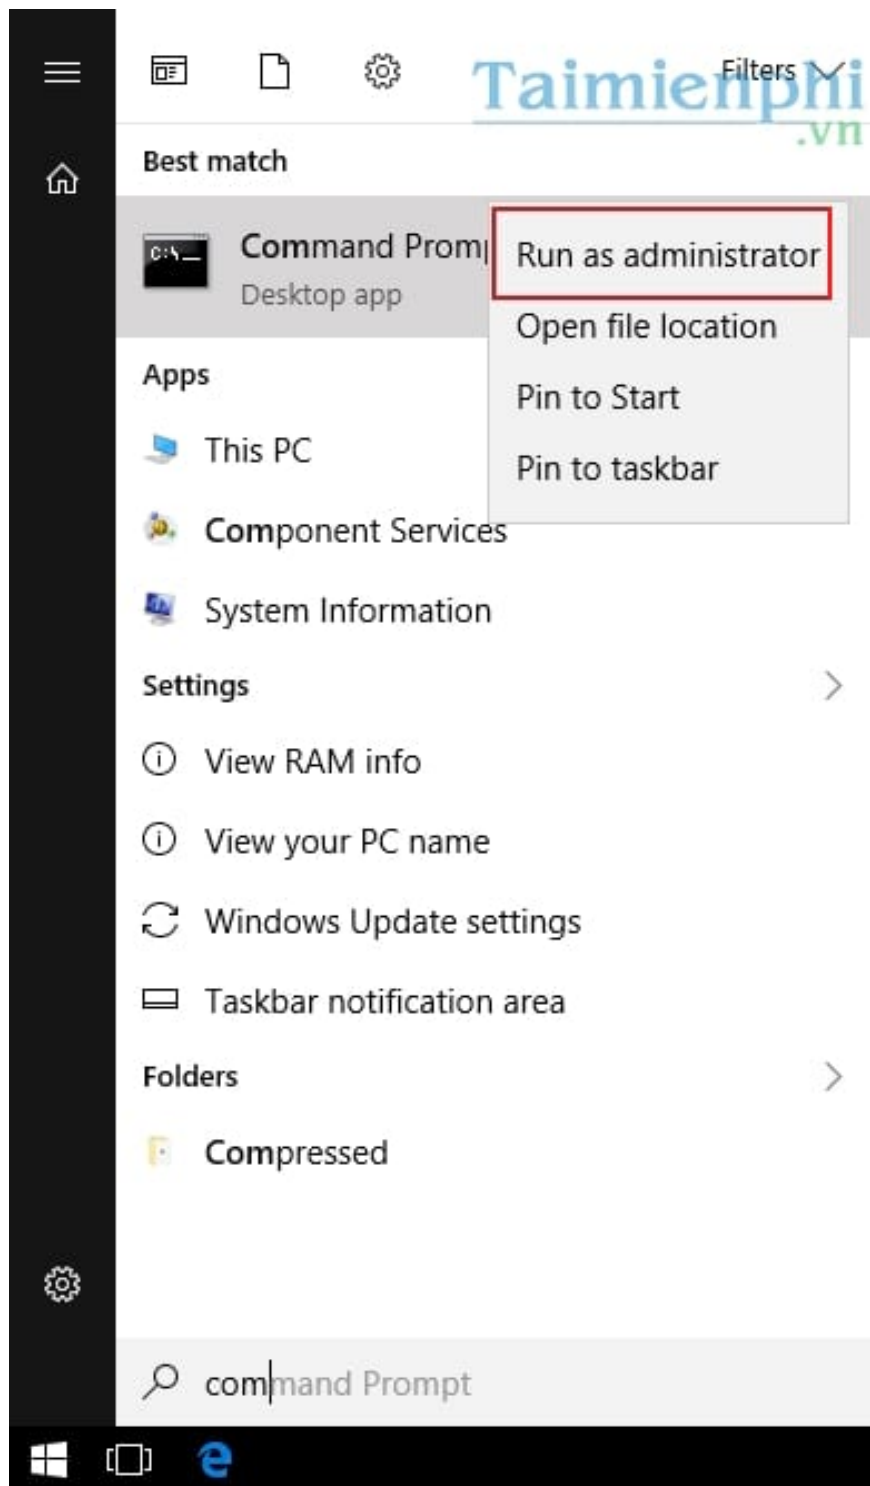 Filters
Taimienphi
.vn
Best match
C:\
Command Promp
Desktop app
Run as administrator
Open file location
Pin to Start
Pin to taskbar
Apps
This PC
Component Services
System Information
Settings
View RAM info
View your PC name
Windows Update settings
Taskbar notification area
Folders
Compressed
command Prompt